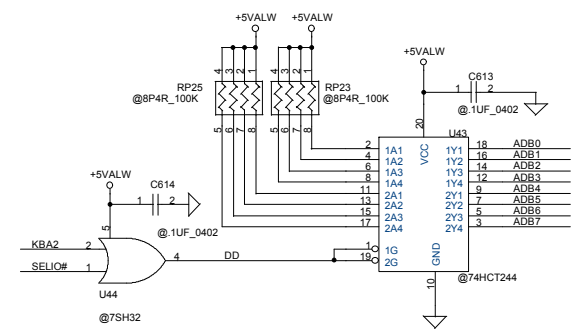 +5VALW
+5VALW
4 3 2 1
4 3 2 1
RP25
@8P4R_100K
RP23
@8P4R_100K
5 6 7 8
5 6 7 8
+5VALW
C613
1 2
@.1UF_0402
20
U43
VCC
2 1A1 1Y1 18 ADB0
4 1A2 1Y2 16 ADB1
6 1A3 1Y3 14 ADB2
8 1A4 1Y4 12 ADB3
11 2A1 2Y1 9 ADB4
13 2A2 2Y2 7 ADB5
15 2A3 2Y3 5 ADB6
17 2A4 2Y4 3 ADB7
1 1G
19 2G
GND
10
@74HCT244
+5VALW
C614
1 2
@.1UF_0402
5
KBA2 2
SELIO# 1
4 DD
U44
@7SH32